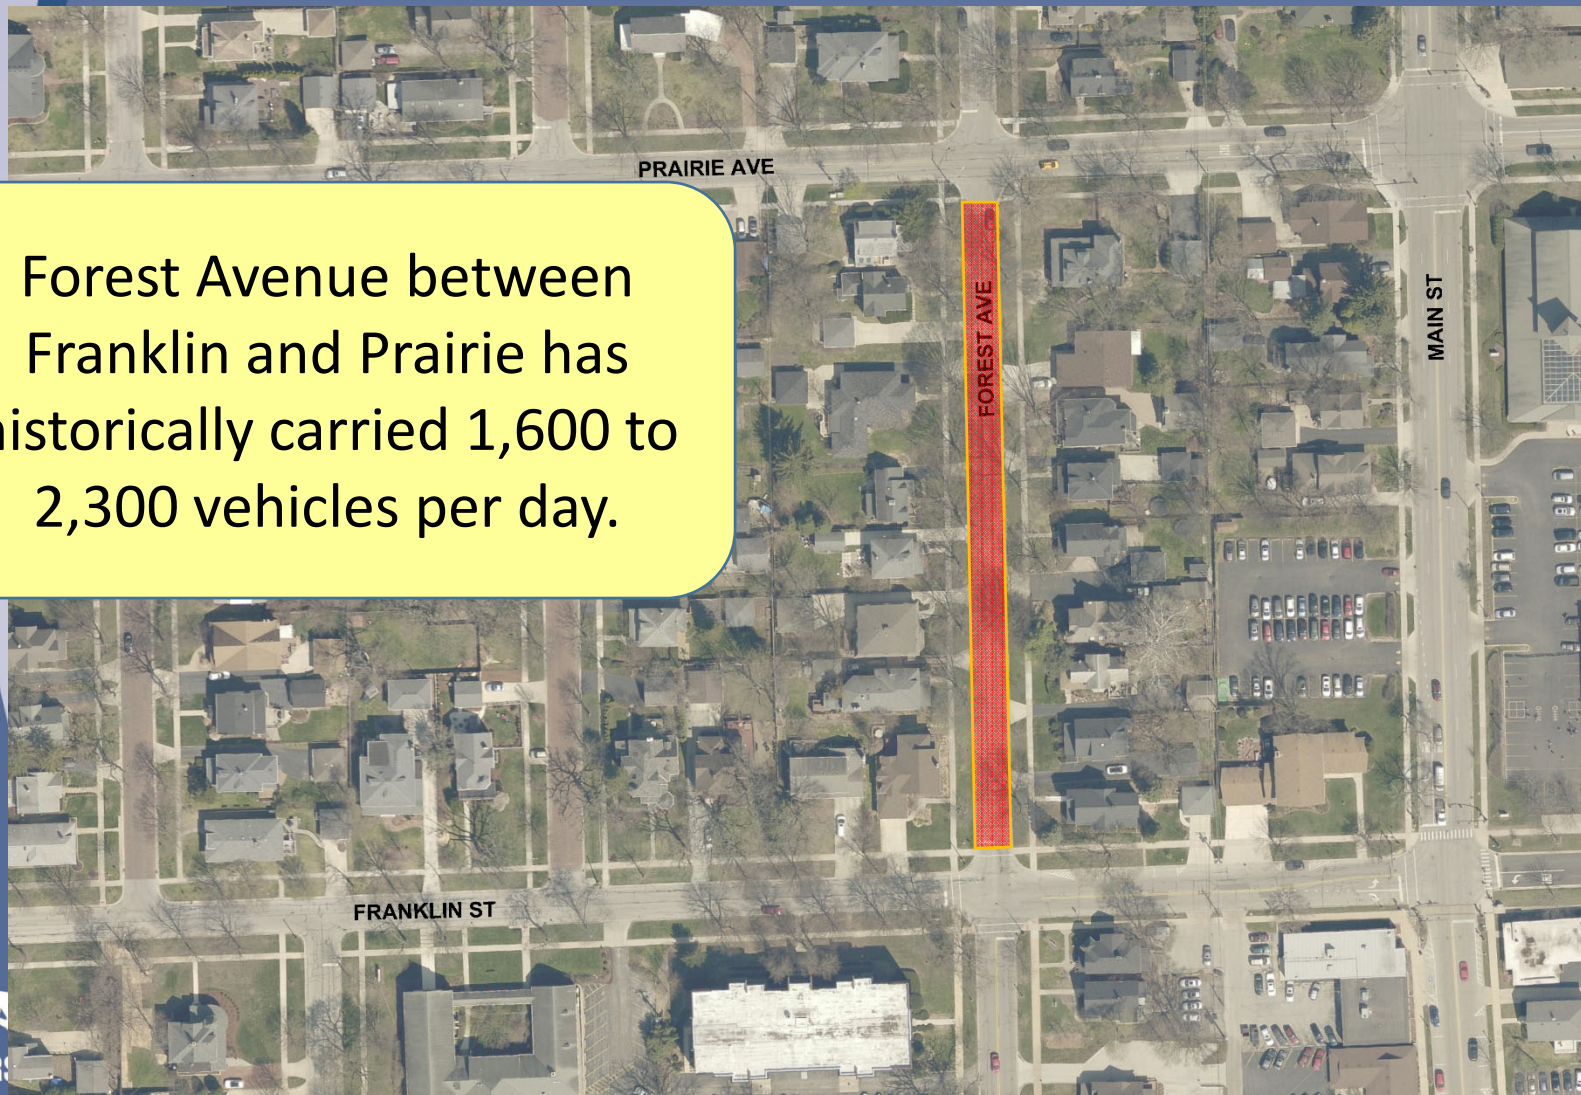 PRAIRIE AVE
Forest Avenue between
Franklin and Prairie has
historically carried 1,600 to
2,300 vehicles per day.
FOREST AVE
MAIN ST
FRANKLIN ST